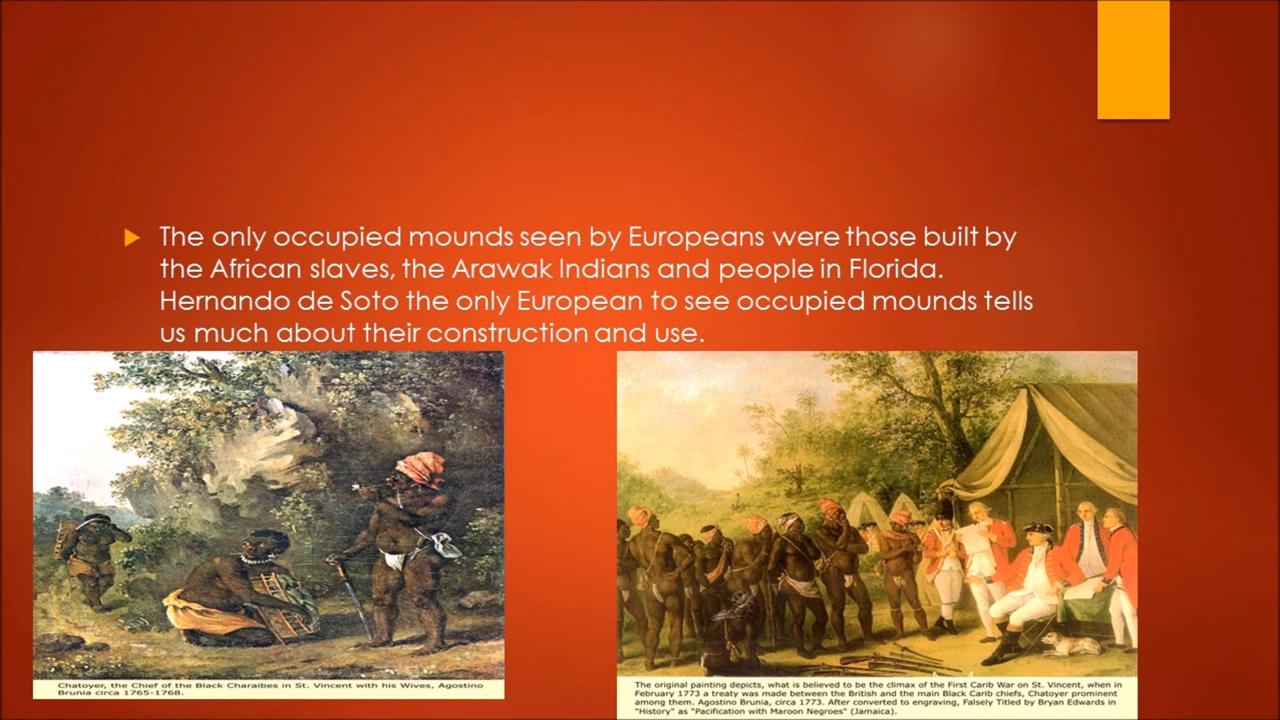 The only occupied mounds seen by Europeans were those built by
the African slaves, the Arawak Indians and people in Florida.
Hernando de Soto the only European to see occupied mounds tells
us much about their construction and use.
Chatoyer, the Chief of the Black Charaibes in St. Vincent with his Wives, Agostino
Brunia circa 1765-1768.
The original painting depicts, what is believed to be the climax of the First Carib War on St. Vincent, when in
February 1773 a treaty was made between the British and the main Black Carib chiefs, Chatoyer prominent
among them. Agostino Brunia, circa 1773. After converted to engraving, Falsely Titled by Bryan Edwards in
"History" as "Pacification with Maroon Negroes" (Jamaica).